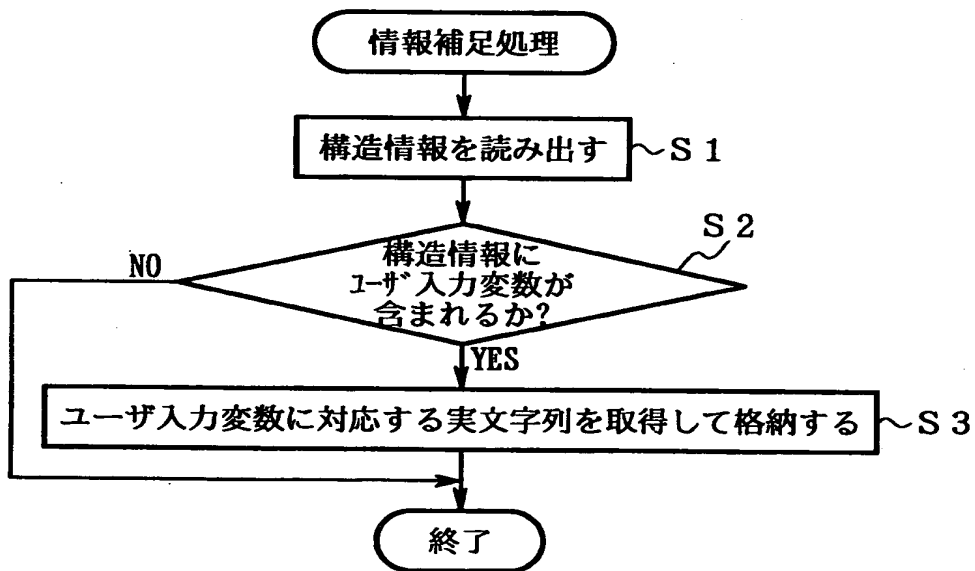 情報補足処理
構造情報を読み出す
S1
S2
構造情報に
ユーザ入力変数が
含まれるか?
NO
YES
ユーザ入力変数に対応する実文字列を取得して格納する
S3
終了